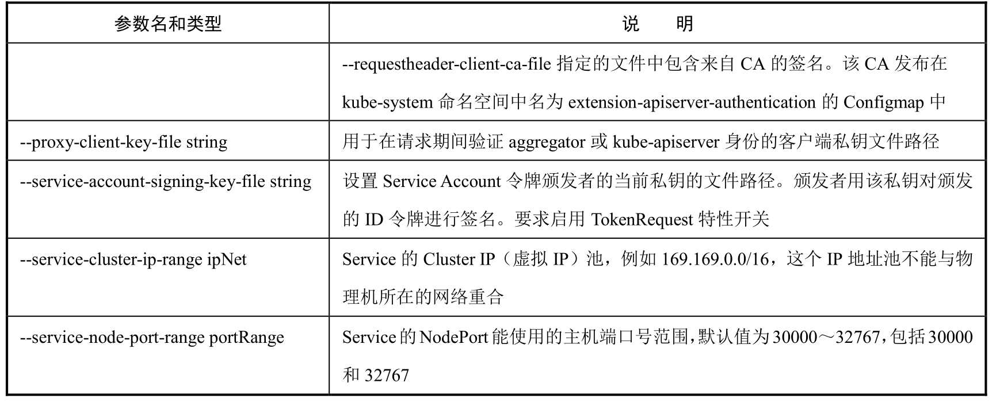 参数名和类型 说 明
--requestheader-client-ca-file 指定的文件中包含来自 CA 的签名。该 CA 发布在
kube-system 命名空间中名为 extension-apiserver-authentication 的 Configmap 中
--proxy-client-key-file string 用于在请求期间验证 aggregator 或 kube-apiserver 身份的客户端私钥文件路径
--service-account-signing-key-file string 设置 Service Account 令牌颁发者的当前私钥的文件路径。颁发者用该私钥对颁发
的 ID 令牌进行签名。要求启用 TokenRequest 特性开关
--service-cluster-ip-range ipNet Service 的 Cluster IP（虚拟 IP）池，例如 169.169.0.0/16，这个 IP 地址池不能与物
理机所在的网络重合
--service-node-port-range portRange Service 的 NodePort 能使用的主机端口号范围，默认值为 30000～32767，包括 30000
和 32767